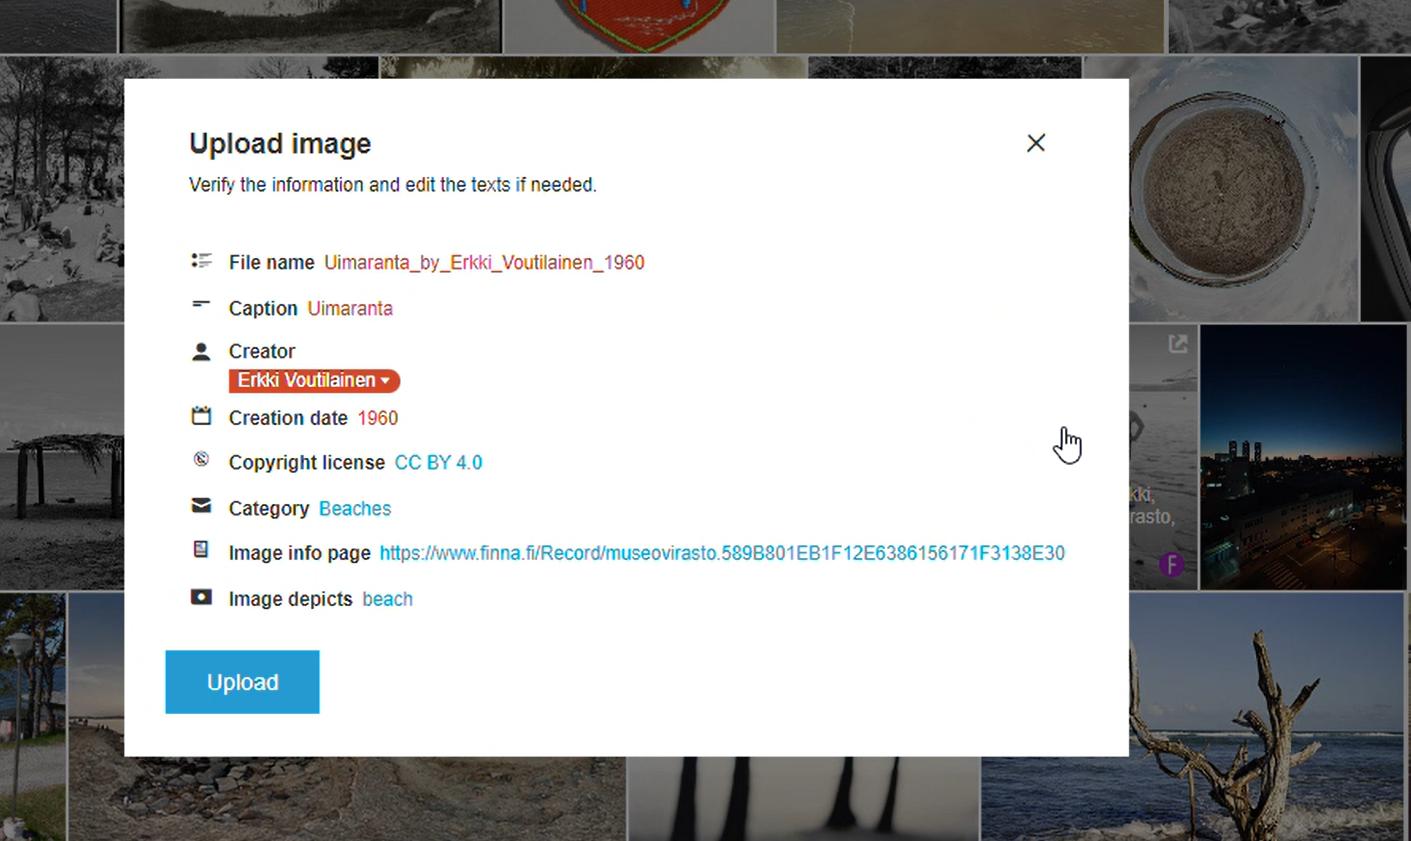 Upload image
Verify the information and edit the texts if needed.
File name Uimaranta_by_Erkki_Voutilainen_1960
Caption Uimaranta
Creator
Erkki Voutilainen
Creation date 1960
Copyright license CC BY 4.0
Category Beaches
Image info page https://www.finna.fi/Record/museovirasto.589B801EB1F12E6386156171F3138E30
Image depicts beach
Upload
kki,
rasto,
F